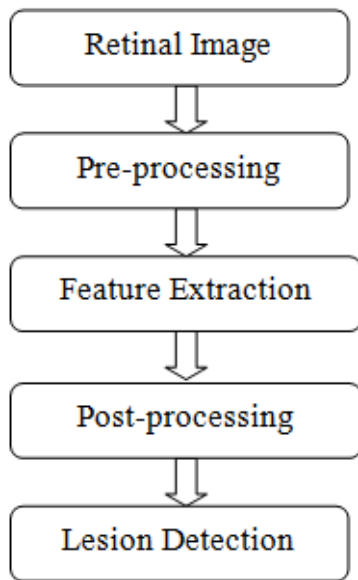 Retinal Image
Pre-processing
Feature Extraction
Post-processing
Lesion Detection